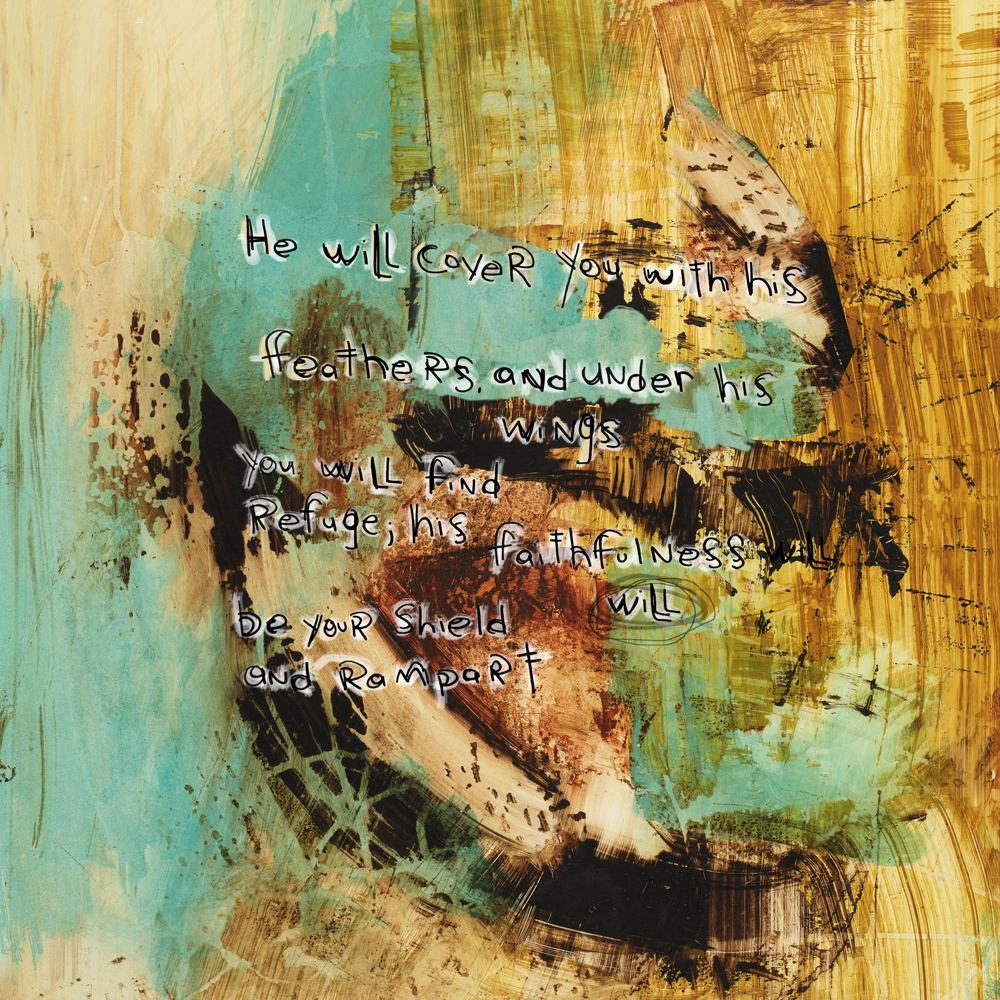 He wiLL CoveR you with his
ffeatheRs, and under his
wiNgs
you wiLL fiNd
Refuge; his
faithfulNess will
wiLL
be youR Shield
aNd RaMpaRt